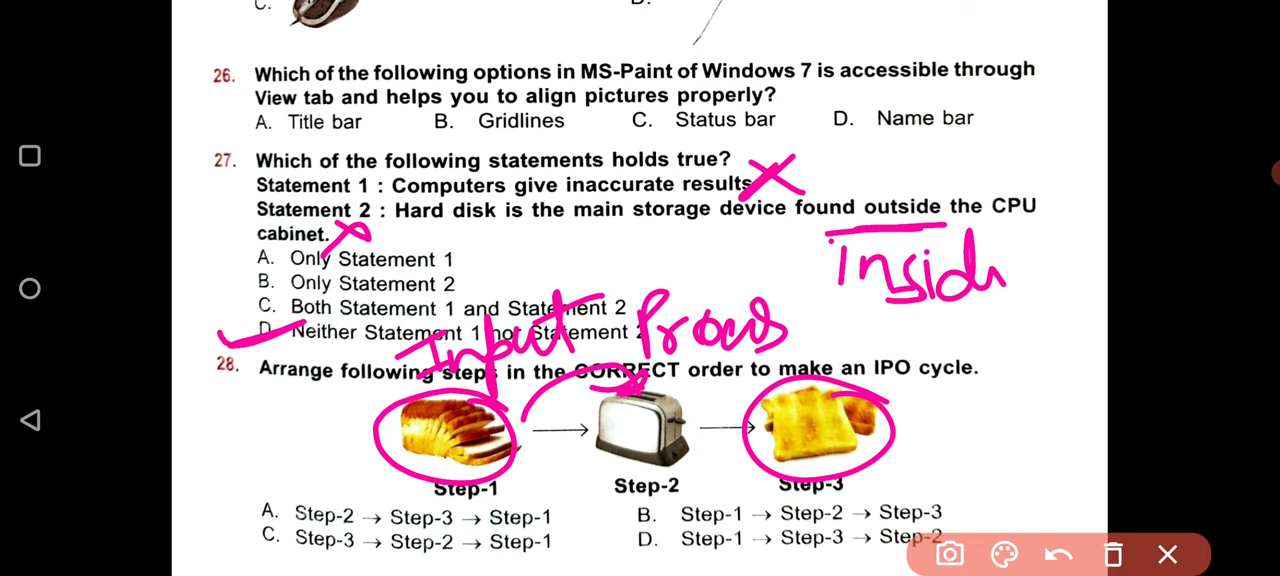 C.
D.
26. Which of the following options in MS-Paint of Windows 7 is accessible through
View tab and helps you to align pictures properly?
A. Title bar B. Gridlines C. Status bar D. Name bar
27. Which of the following statements holds true?
Statement 1 : Computers give inaccurate results
Statement 2 : Hard disk is the main storage device found outside the CPU
cabinet.
Inside
A. Only Statement 1
B. Only Statement 2
C. Both Statement 1 and Statement 2
D. Neither Statement 1 nor Statement 2
Input
28. Arrange following steps in the CORRECT order to make an IPO cycle.
Step-1 Step-2 Step-3
A. Step-2 → Step-3 → Step-1 B. Step-1 → Step-2 → Step-3
C. Step-3 → Step-2 → Step-1 D. Step-1 → Step-3 → Step-2